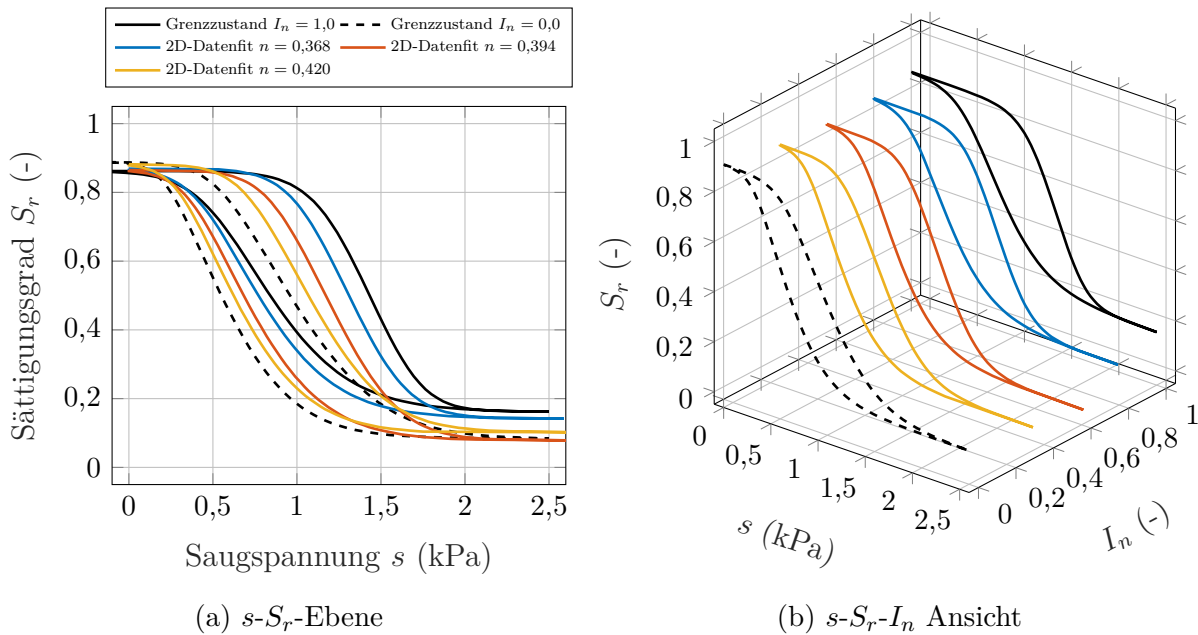 Grenzzustand I_n = 1,0 Grenzzustand I_n = 0,0
2D-Datenfit n = 0,368 2D-Datenfit n = 0,394
2D-Datenfit n = 0,420
Sättigungsgrad S_r (-)
1
0,8
0,6
0,4
0,2
0
0 0,5 1 1,5 2 2,5
Saugspannung s (kPa)
(a) s-S_r-Ebene
S_r (-)
1
0,8
0,6
0,4
0,2
0
0 0,5 1 1,5 2 2,5
s (kPa)
0 0,2 0,4 0,6 0,8 1
I_n (-)
(b) s-S_r-I_n Ansicht